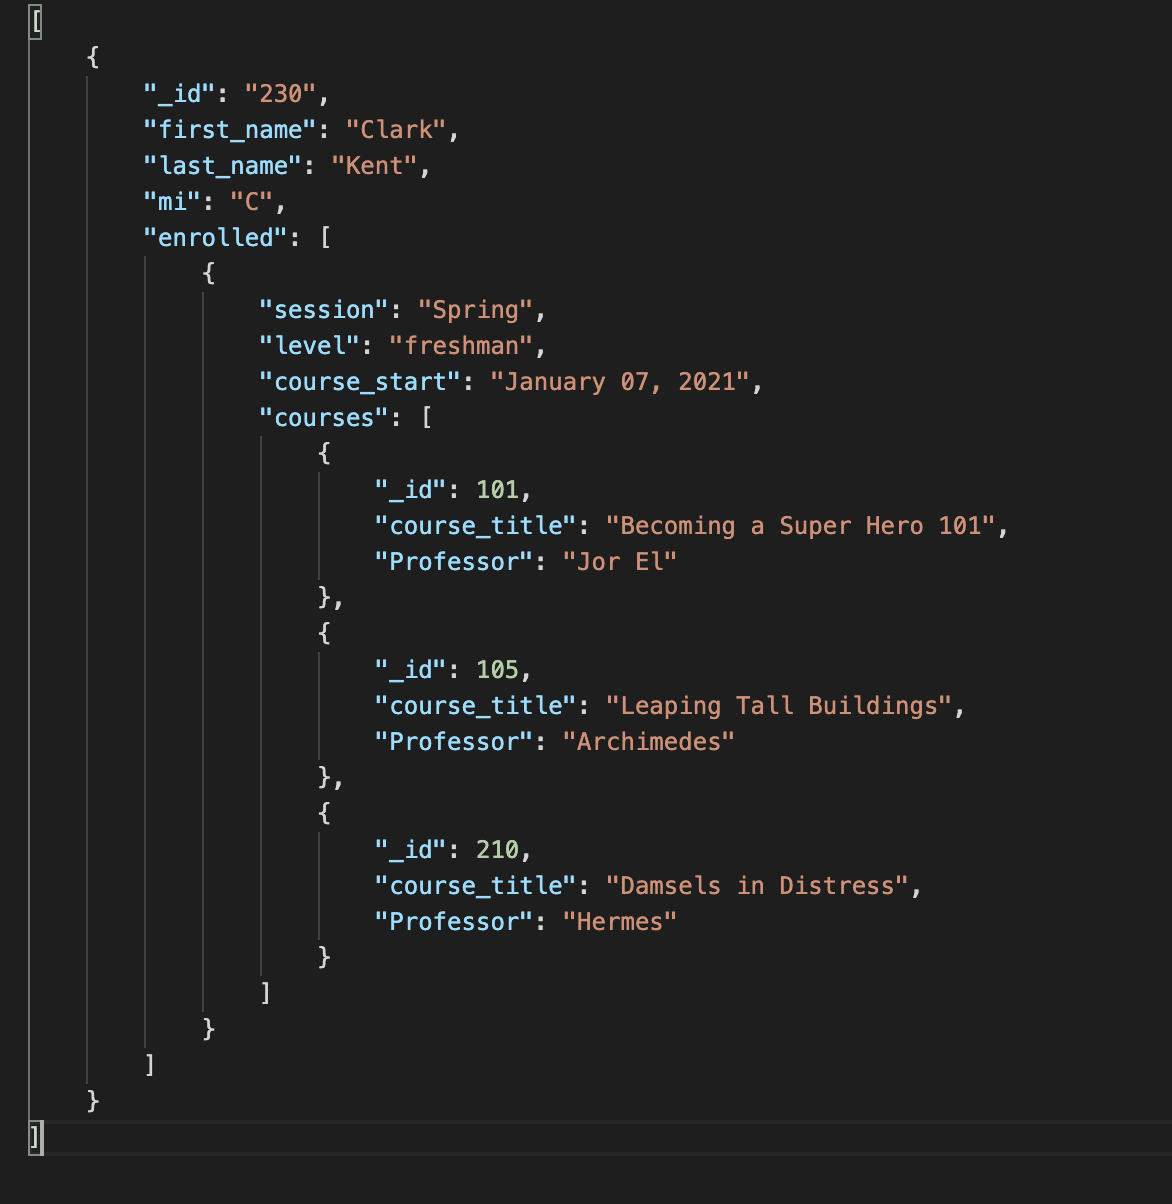 [
    {
        "_id": "230",
        "first_name": "Clark",
        "last_name": "Kent",
        "mi": "C",
        "enrolled": [
            {
                "session": "Spring",
                "level": "freshman",
                "course_start": "January 07, 2021",
                "courses": [
                    {
                        "_id": 101,
                        "course_title": "Becoming a Super Hero 101",
                        "Professor": "Jor El"
                    },
                    {
                        "_id": 105,
                        "course_title": "Leaping Tall Buildings",
                        "Professor": "Archimedes"
                    },
                    {
                        "_id": 210,
                        "course_title": "Damsels in Distress",
                        "Professor": "Hermes"
                    }
                ]
            }
        ]
    }
]